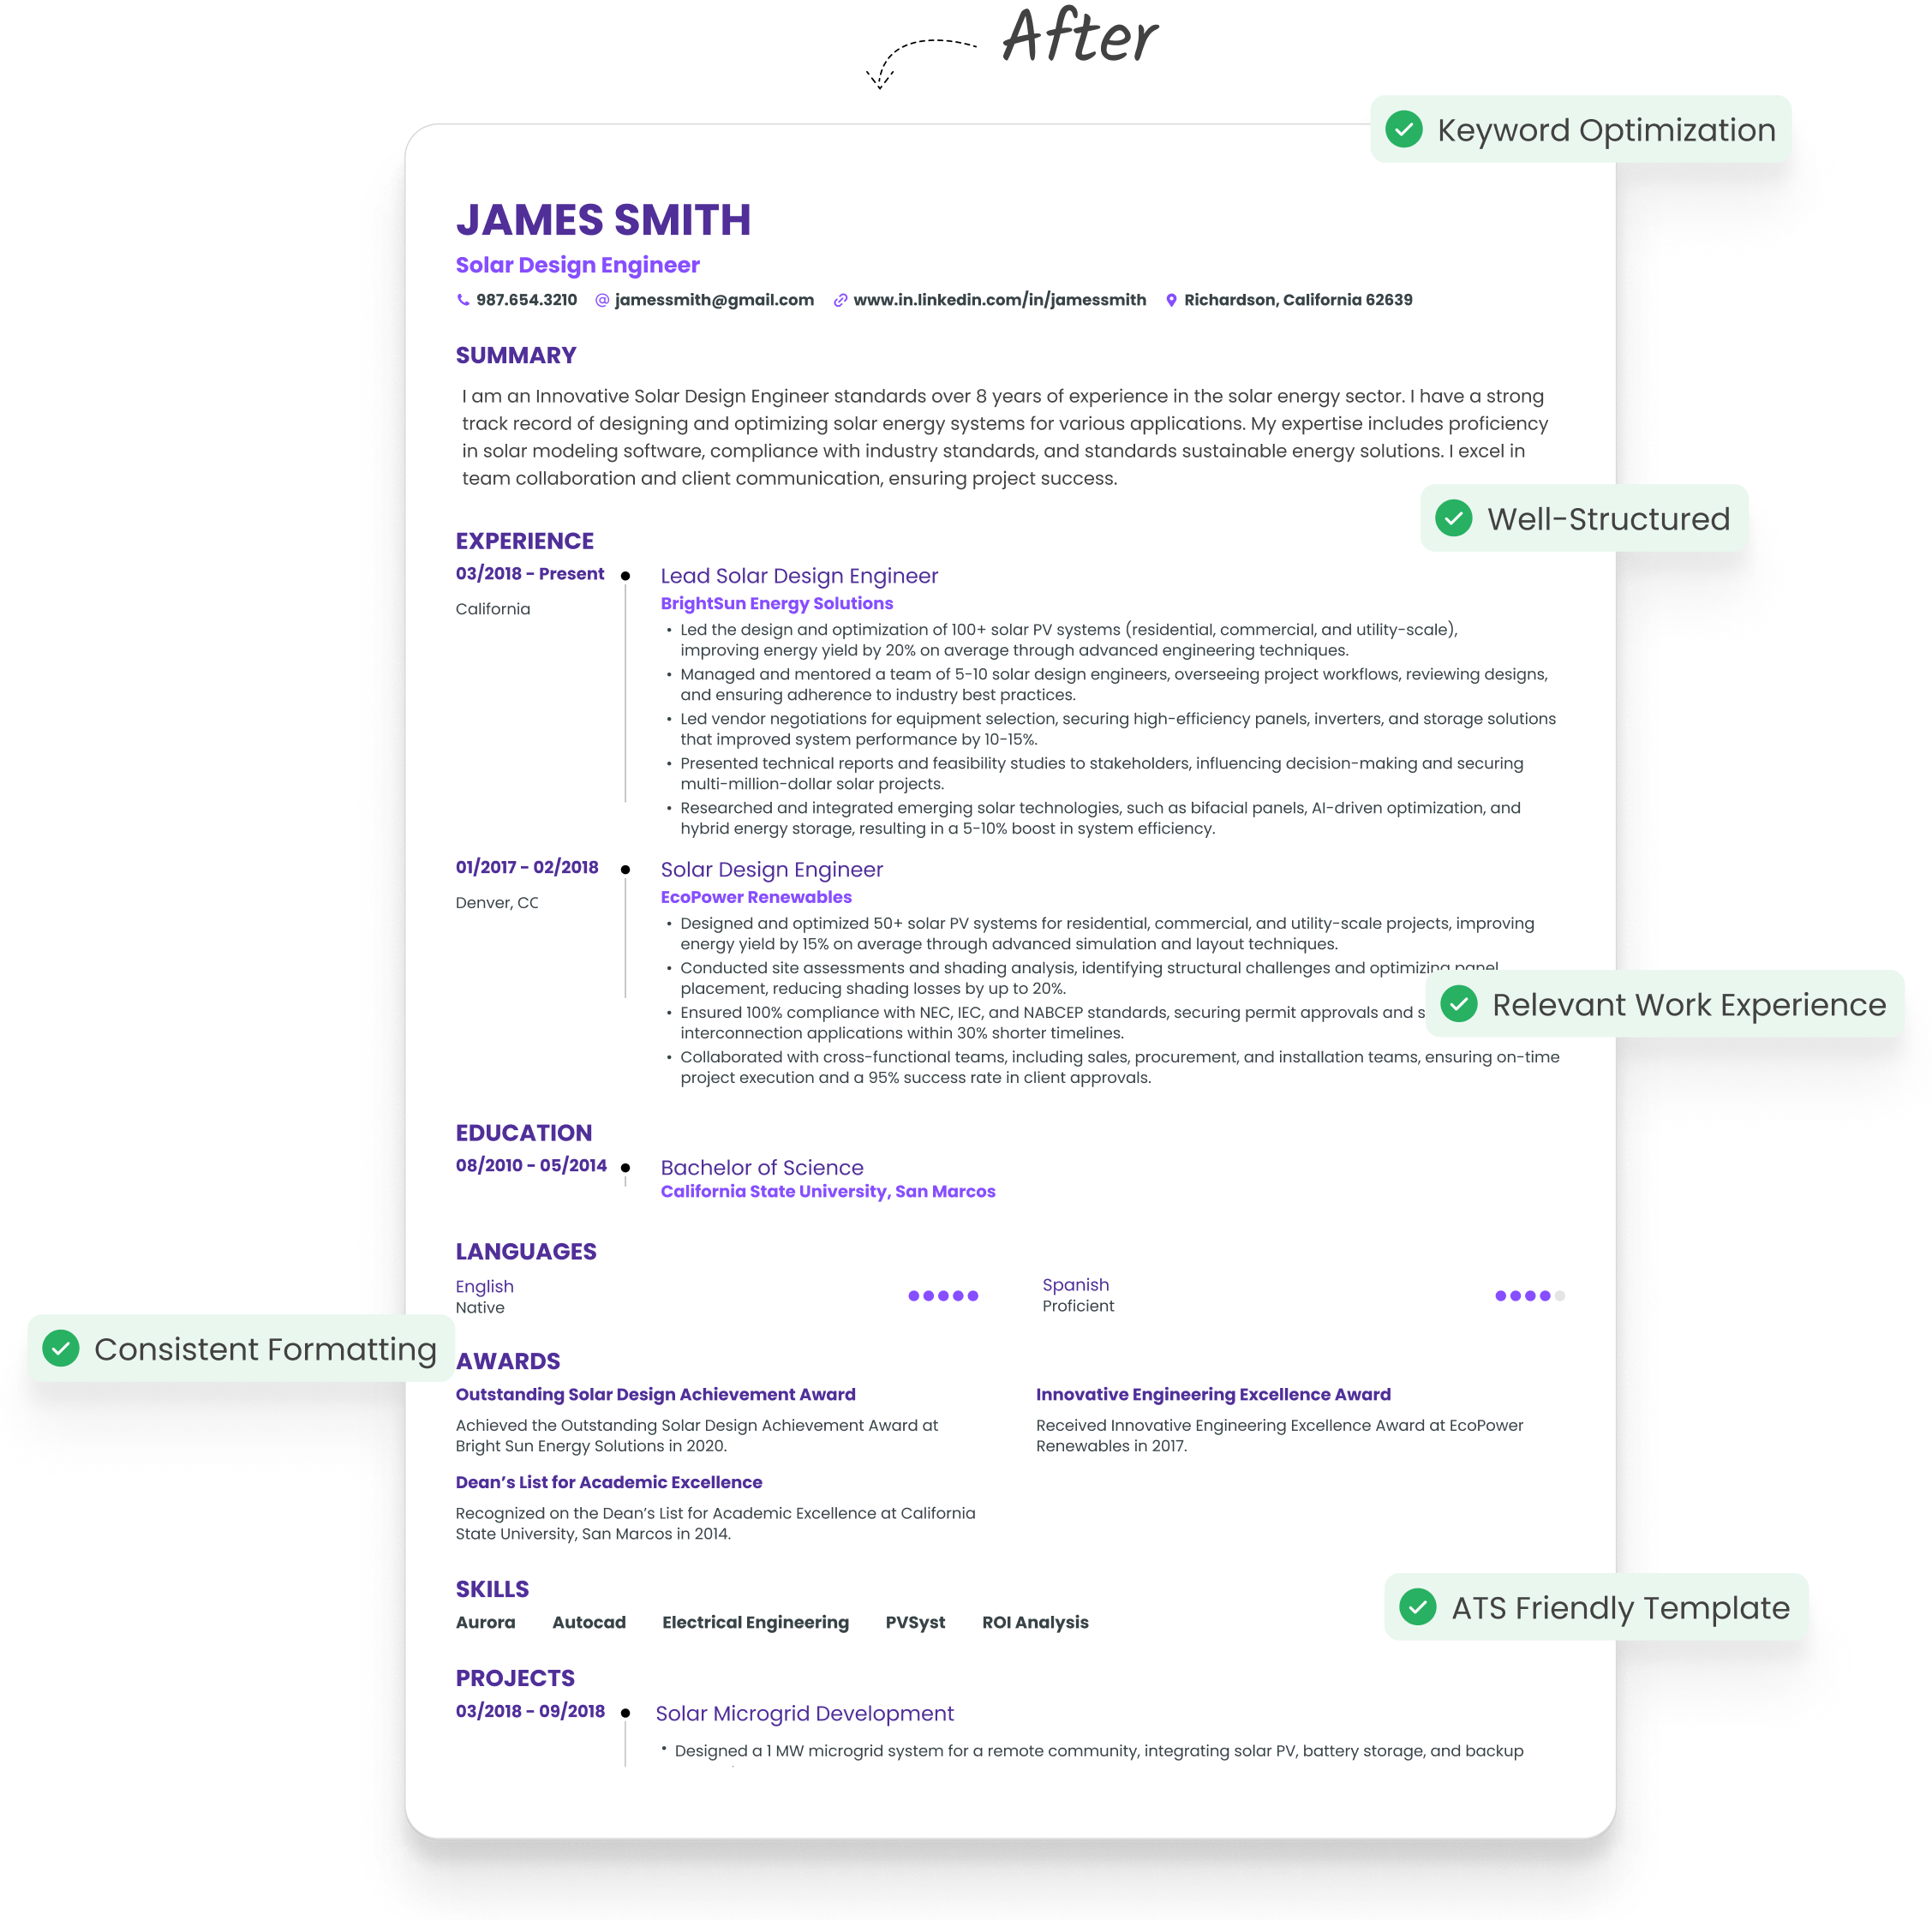 After
Keyword Optimization
JAMES SMITH
Solar Design Engineer
987.654.3210 jamessmith@gmail.com www.in.linkedin.com/in/jamessmith Richardson, California 62639
SUMMARY
I am an Innovative Solar Design Engineer standards over 8 years of experience in the solar energy sector. I have a strong
track record of designing and optimizing solar energy systems for various applications. My expertise includes proficiency
in solar modeling software, compliance with industry standards, and standards sustainable energy solutions. I excel in
team collaboration and client communication, ensuring project success.
Well-Structured
EXPERIENCE
03/2018 - Present
California
Lead Solar Design Engineer
BrightSun Energy Solutions
• Led the design and optimization of 100+ solar PV systems (residential, commercial, and utility-scale),
improving energy yield by 20% on average through advanced engineering techniques.
• Managed and mentored a team of 5-10 solar design engineers, overseeing project workflows, reviewing designs,
and ensuring adherence to industry best practices.
• Led vendor negotiations for equipment selection, securing high-efficiency panels, inverters, and storage solutions
that improved system performance by 10-15%.
• Presented technical reports and feasibility studies to stakeholders, influencing decision-making and securing
multi-million-dollar solar projects.
• Researched and integrated emerging solar technologies, such as bifacial panels, AI-driven optimization, and
hybrid energy storage, resulting in a 5-10% boost in system efficiency.
01/2017 - 02/2018
Denver, CC
Solar Design Engineer
EcoPower Renewables
• Designed and optimized 50+ solar PV systems for residential, commercial, and utility-scale projects, improving
energy yield by 15% on average through advanced simulation and layout techniques.
• Conducted site assessments and shading analysis, identifying structural challenges and optimizing panel
placement, reducing shading losses by up to 20%.
Relevant Work Experience
• Ensured 100% compliance with NEC, IEC, and NABCEP standards, securing permit approvals and
interconnection applications within 30% shorter timelines.
• Collaborated with cross-functional teams, including sales, procurement, and installation teams, ensuring on-time
project execution and a 95% success rate in client approvals.
EDUCATION
08/2010 - 05/2014
Bachelor of Science
California State University, San Marcos
LANGUAGES
English
Native
Spanish
Proficient
Consistent Formatting
AWARDS
Outstanding Solar Design Achievement Award
Achieved the Outstanding Solar Design Achievement Award at
Bright Sun Energy Solutions in 2020.
Innovative Engineering Excellence Award
Received Innovative Engineering Excellence Award at EcoPower
Renewables in 2017.
Dean’s List for Academic Excellence
Recognized on the Dean’s List for Academic Excellence at California
State University, San Marcos in 2014.
SKILLS
Aurora Autocad Electrical Engineering PVSyst ROI Analysis
ATS Friendly Template
PROJECTS
03/2018 - 09/2018
Solar Microgrid Development
• Designed a 1 MW microgrid system for a remote community, integrating solar PV, battery storage, and backup